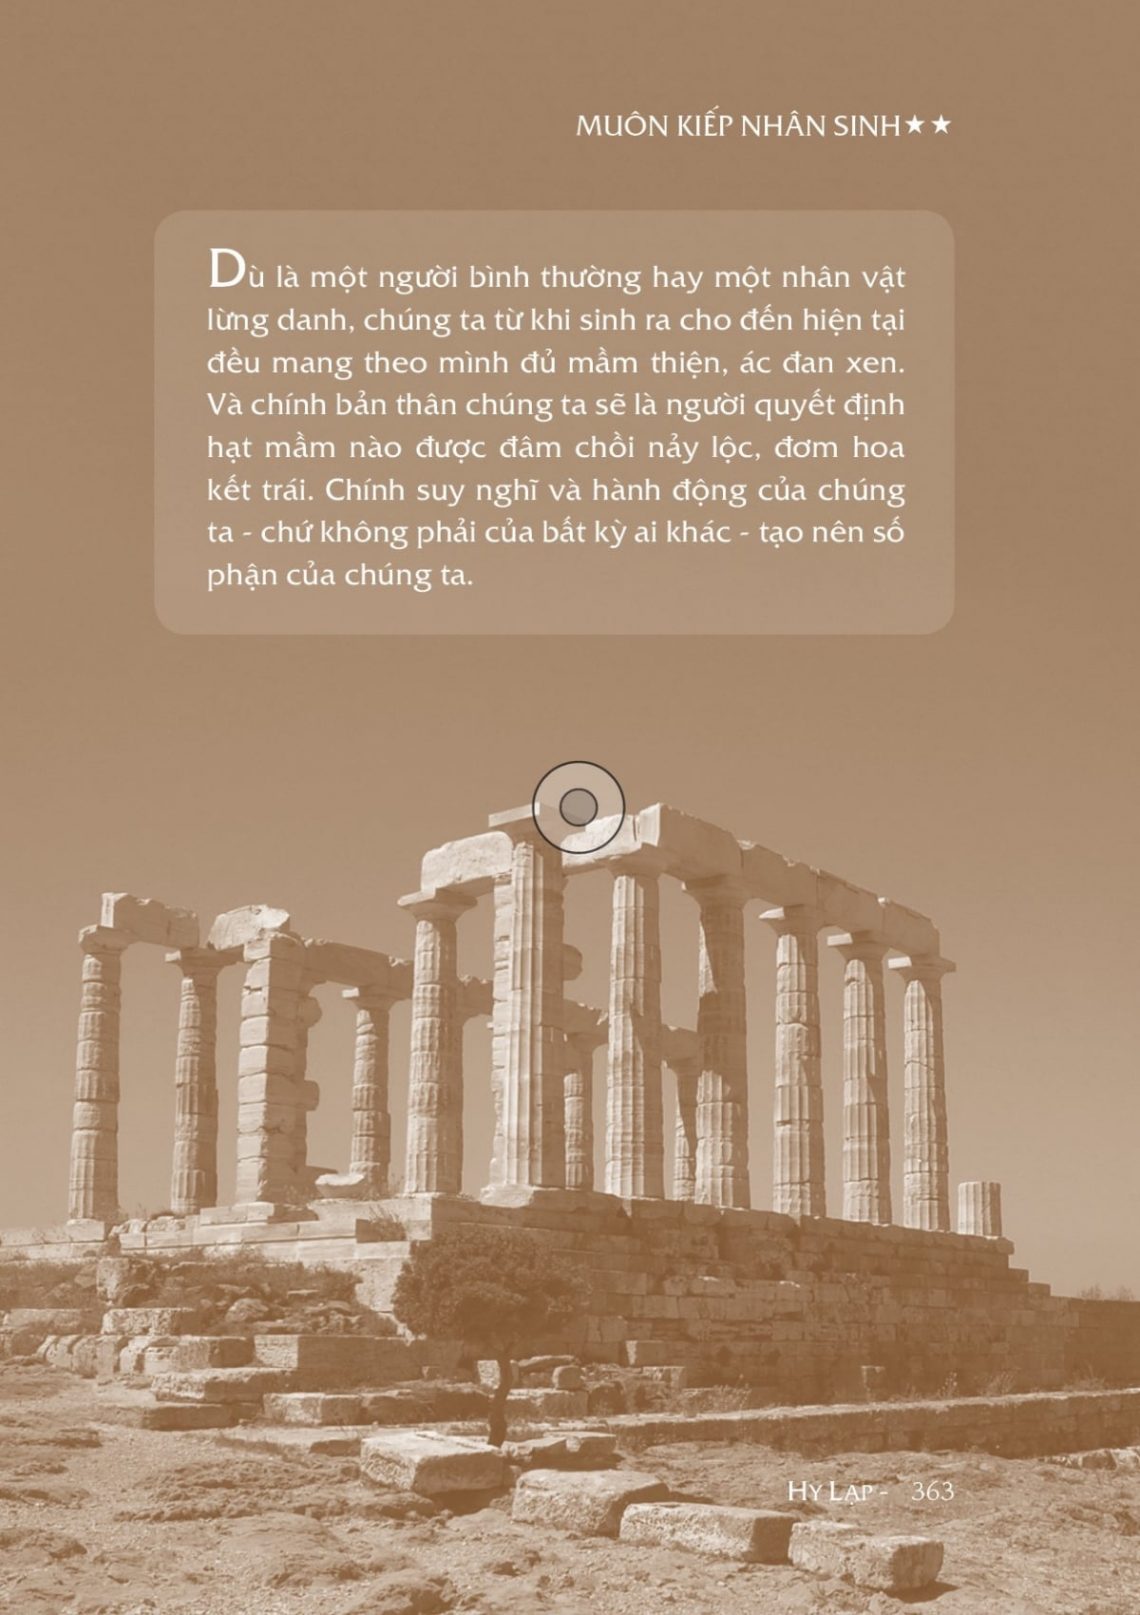 MUÔN KIẾP NHÂN SINH★★
Dù là một người bình thường hay một nhân vật
lừng danh, chúng ta từ khi sinh ra cho đến hiện tại
đều mang theo mình đủ mầm thiện, ác đan xen.
Và chính bản thân chúng ta sẽ là người quyết định
hạt mầm nào được đâm chồi nảy lộc, đơm hoa
kết trái. Chính suy nghĩ và hành động của chúng
ta - chứ không phải của bất kỳ ai khác - tạo nên số
phận của chúng ta.
HY LẠP - 363